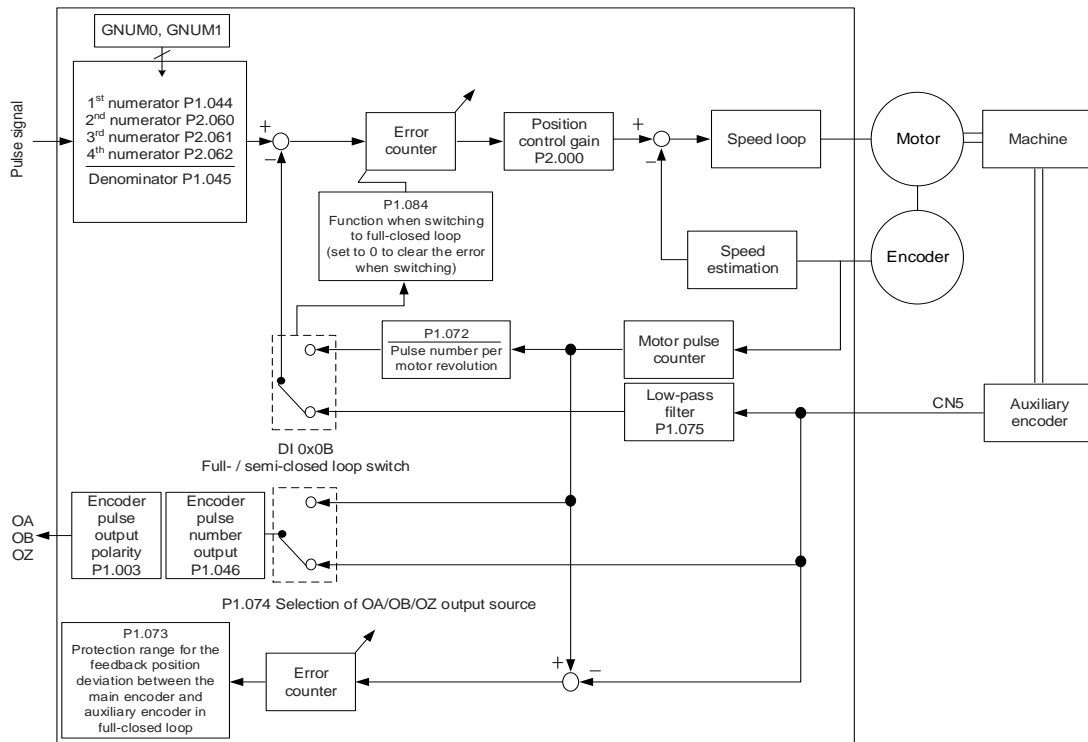 GNUM0, GNUM1
Pulse signal
1st numerator P1.044
2nd numerator P2.060
3rd numerator P2.061
4th numerator P2.062
Denominator P1.045
+
−
Error
counter
Position
control gain
P2.000
+
−
Speed loop
Motor
Machine
P1.084
Function when switching
to full-closed loop
(set to 0 to clear the error
when switching)
Speed
estimation
Encoder
P1.072
Pulse number per
motor revolution
Motor pulse
counter
Low-pass
filter
P1.075
CN5
Auxiliary
encoder
DI 0x0B
Full- / semi-closed loop switch
OA
OB
OZ
Encoder
pulse
output
polarity
P1.003
Encoder
pulse
number
output
P1.046
P1.074 Selection of OA/OB/OZ output source
P1.073
Protection range for the
feedback position
deviation between the
main encoder and
auxiliary encoder in
full-closed loop
Error
counter
+
−